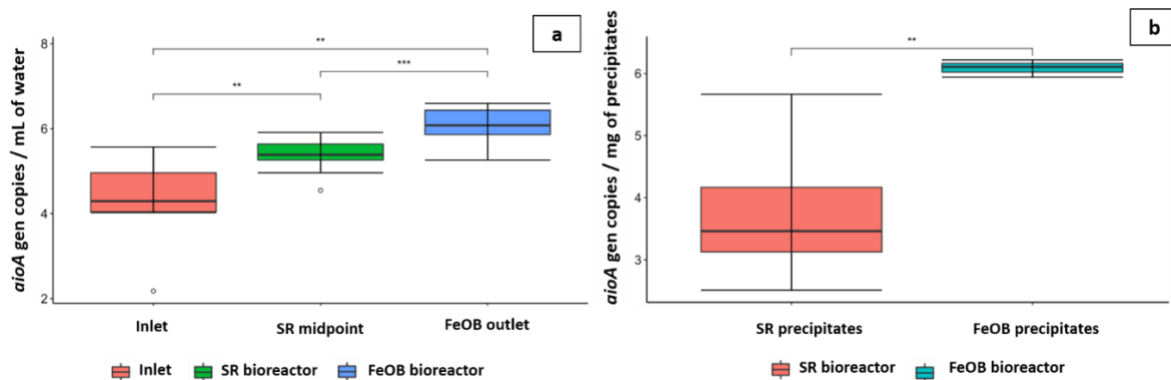 a
aioA gen copies / mL of water
8
6
4
2
**
***
**
Inlet
SR midpoint
FeOB outlet
Inlet
SR bioreactor
FeOB bioreactor
b
aioA gen copies / mg of precipitates
6
5
4
3
**
SR precipitates
FeOB precipitates
SR bioreactor
FeOB bioreactor